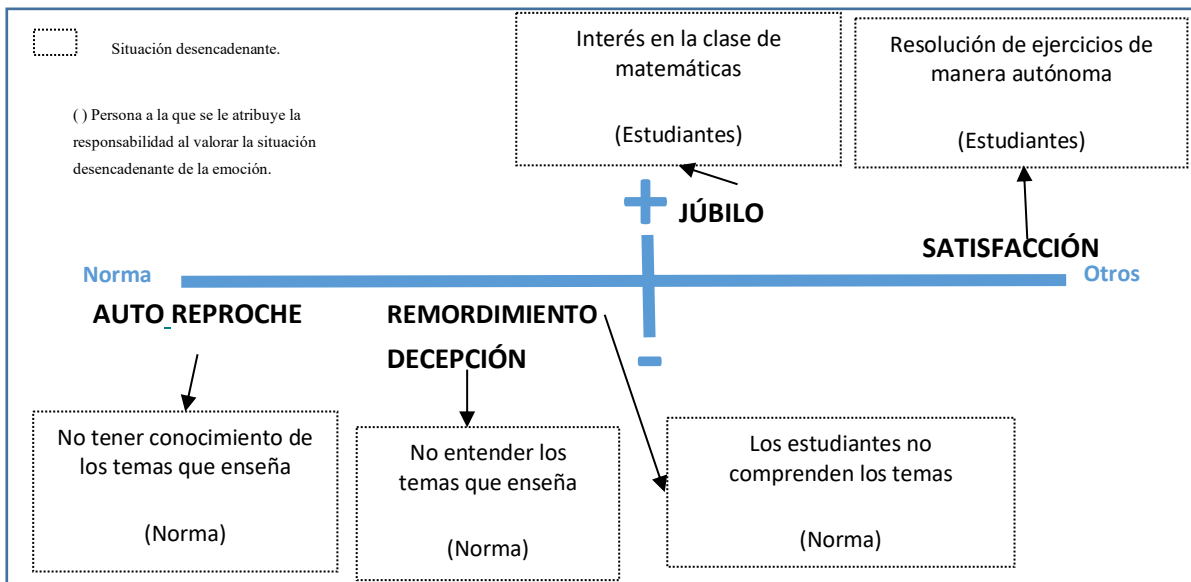 Situación desencadenante.
( ) Persona a la que se le atribuye la
responsabilidad al valorar la situación
desencadenante de la emoción.
Interés en la clase de
matemáticas
(Estudiantes)
Resolución de ejercicios de
manera autónoma
(Estudiantes)
+
JÚBILO
SATISFACCIÓN
Norma
Otros
AUTO_REPROCHE
REMORDIMIENTO
DECEPCIÓN
-
No tener conocimiento de
los temas que enseña
(Norma)
No entender los
temas que enseña
(Norma)
Los estudiantes no
comprenden los temas
(Norma)